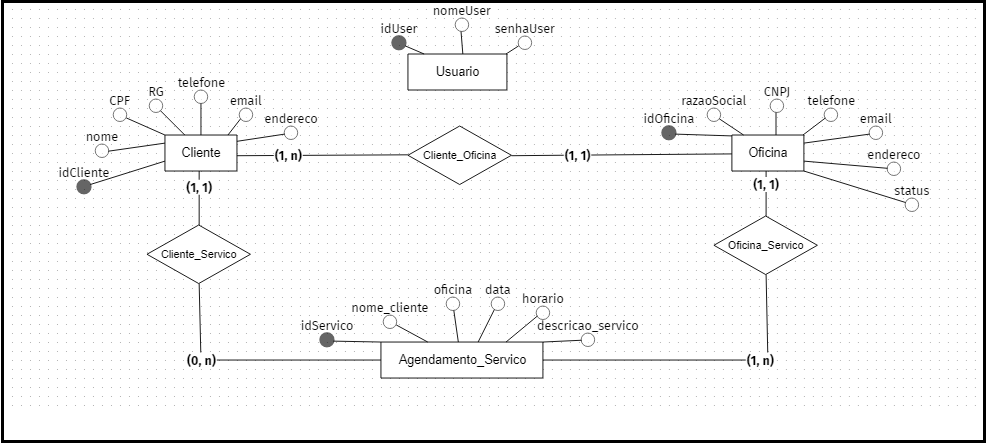 nomeUser
idUser
senhaUser
Usuario
telefone
RG
CPF
email
endereco
nome
idCliente
Cliente
(1, n)
Cliente_Oficina
(1, 1)
CNPJ
razaoSocial
telefone
idOficina
email
endereco
status
Oficina
(1, 1)
(1, 1)
Cliente_Servico
Oficina_Servico
oficina
data
horario
nome_cliente
descricao_servico
idServico
Agendamento_Servico
(0, n)
(1, n)